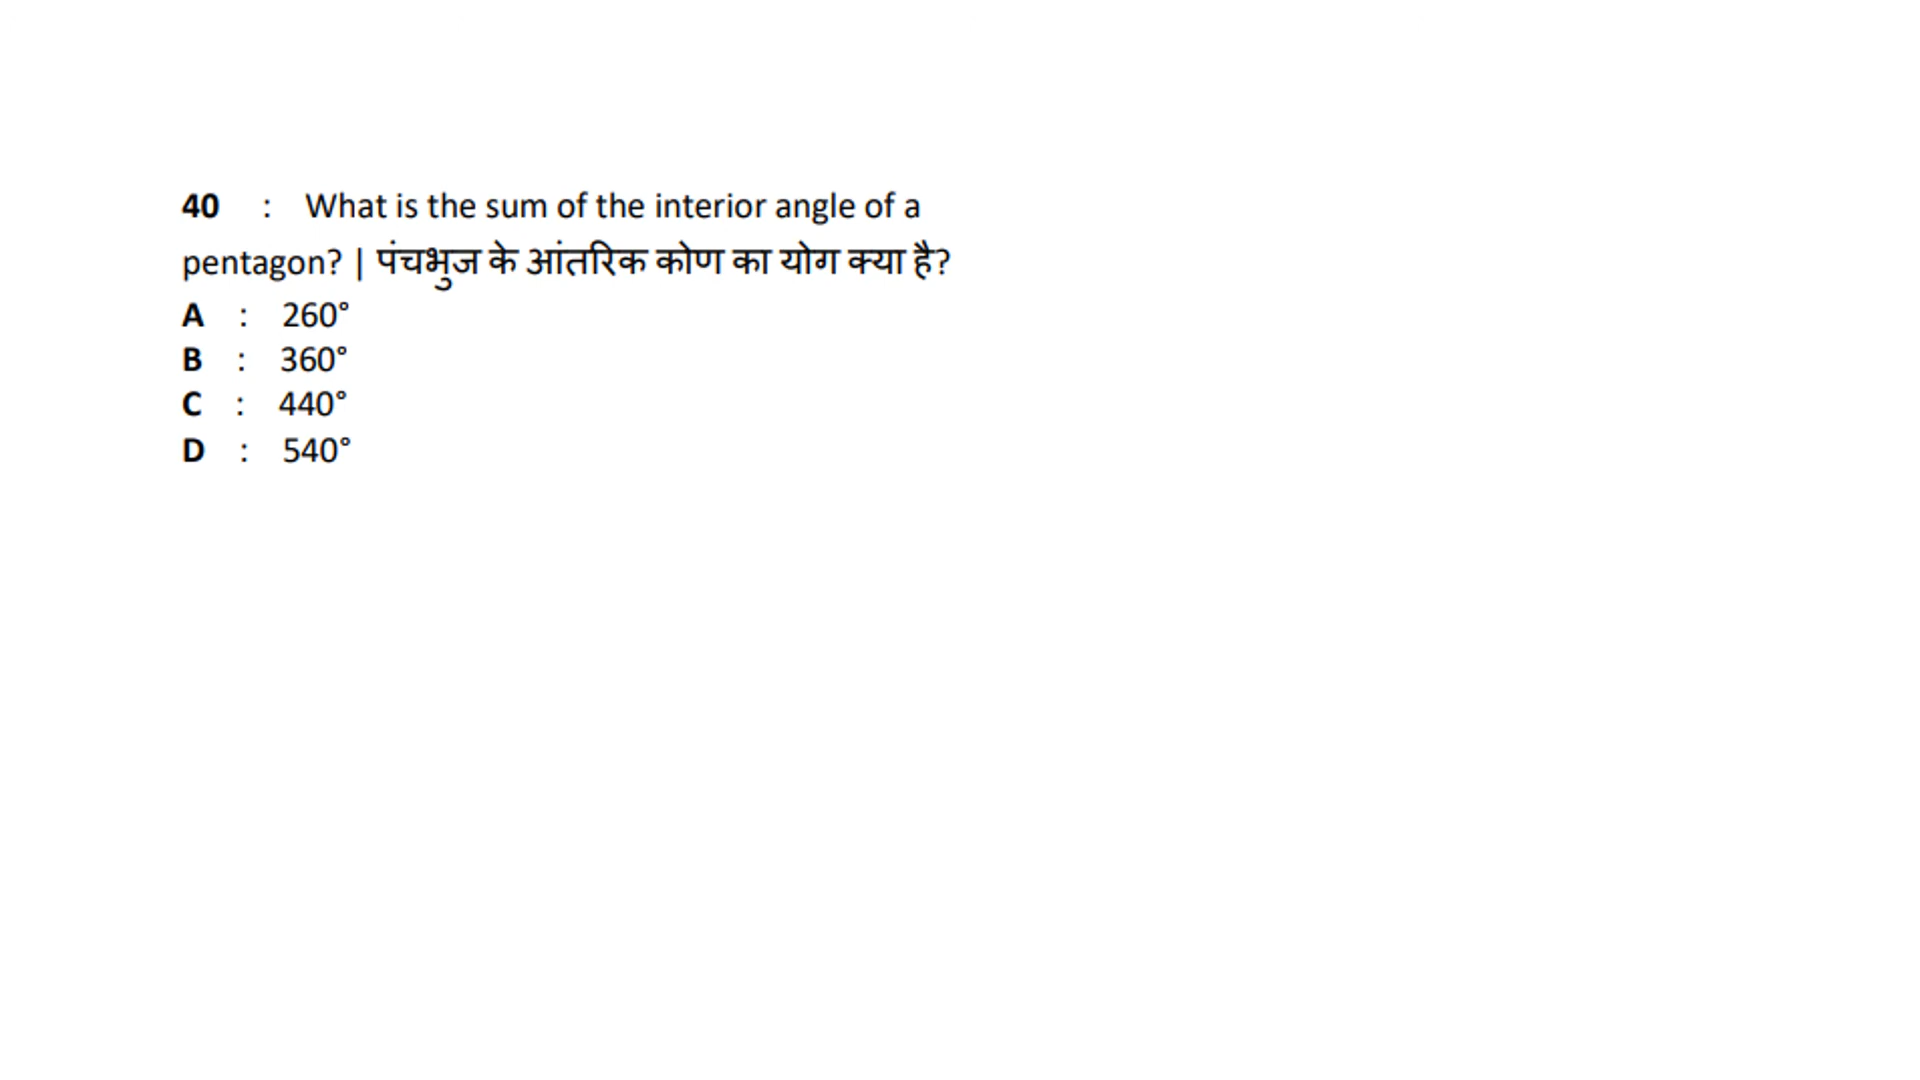 40 : What is the sum of the interior angle of a
pentagon? | पंचभुज के आंतरिक कोण का योग क्या है?
A : 260°
B : 360°
C : 440°
D : 540°